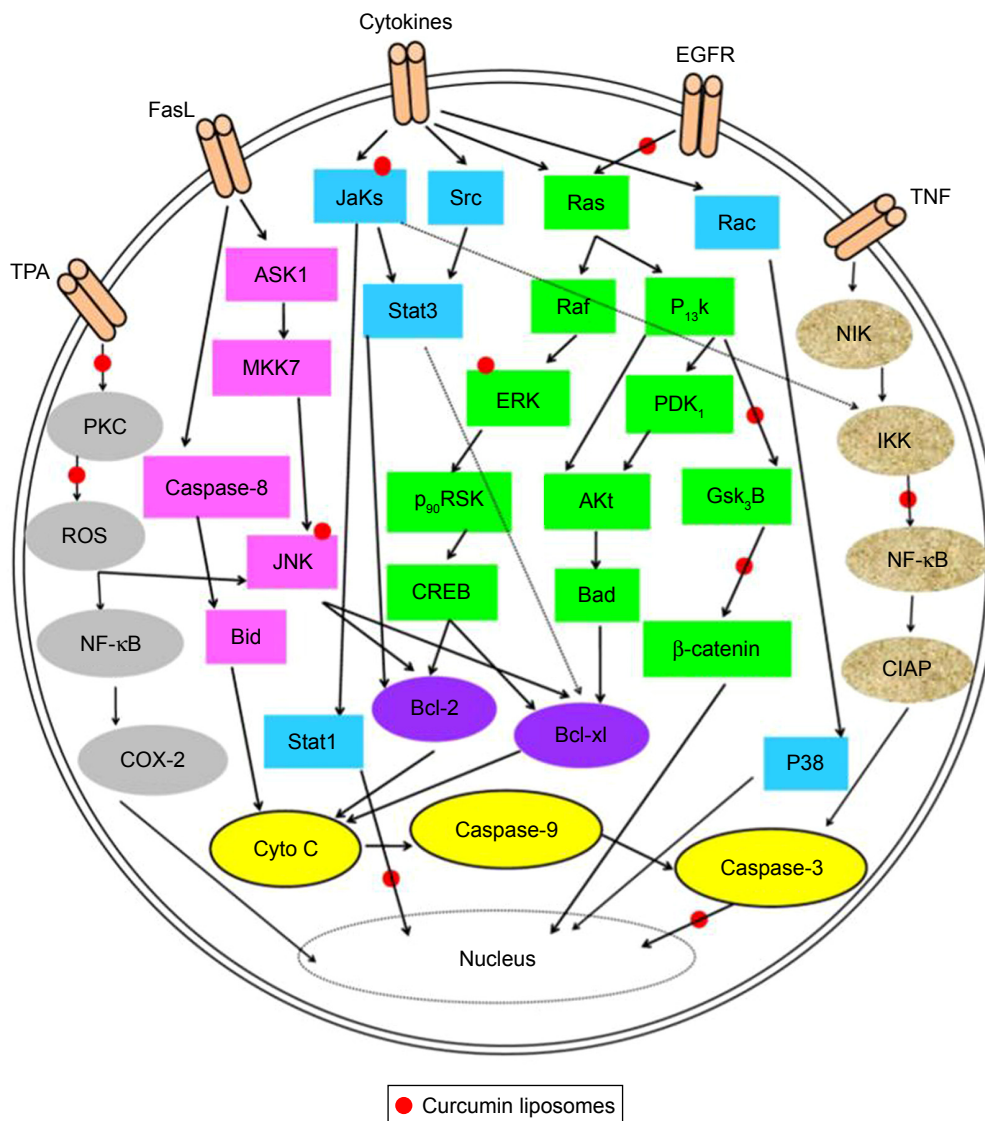 Cytokines
EGFR
FasL
TNF
TPA
JaKs
Src
Ras
Rac
ASK1
Stat3
Raf
P₁₃k
NIK
MKK7
ERK
PDK₁
PKC
IKK
Caspase-8
p₉₀RSK
AKt
Gsk₃B
ROS
JNK
NF-κB
CREB
Bad
NF-κB
Bid
β-catenin
CIAP
Bcl-2
Bcl-xl
COX-2
Stat1
P38
Cyto C
Caspase-9
Caspase-3
Nucleus
Curcumin liposomes